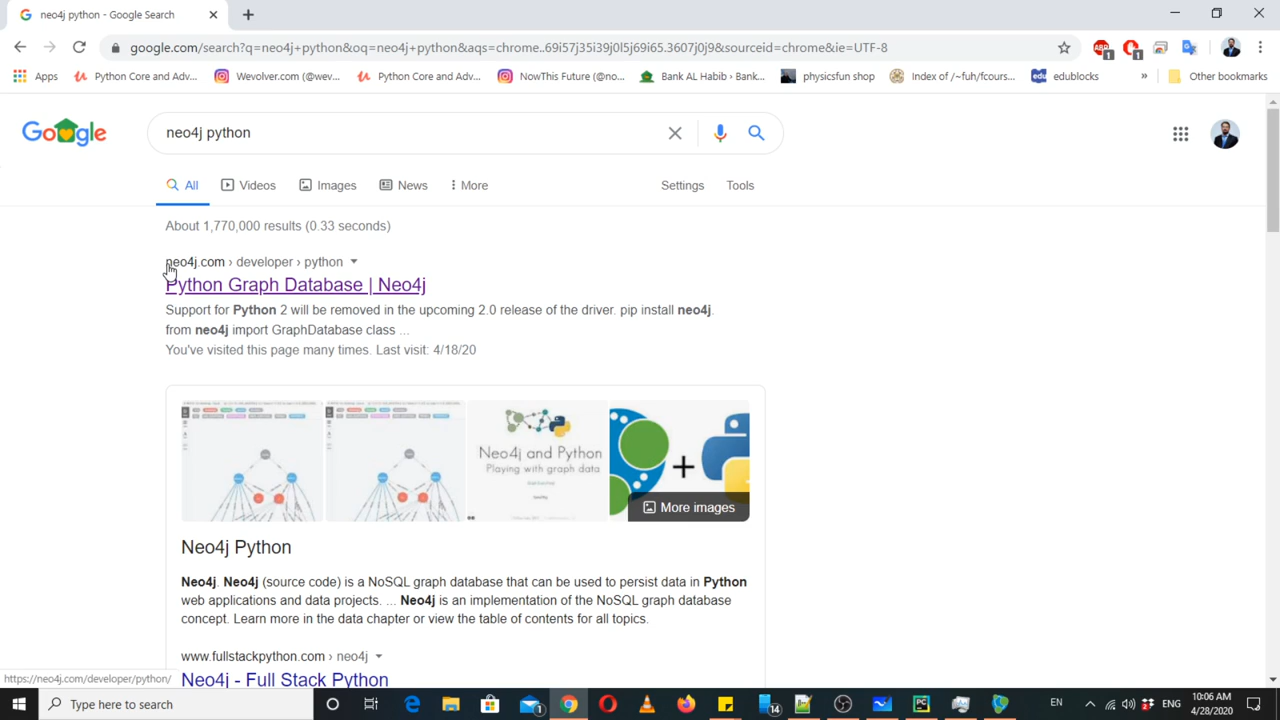 neo4j python - Google Search
google.com/search?q=neo4j+python&oq=neo4j+python&aqs=chrome..69i57j35i39j0l5j69i65.3607j0j9&sourceid=chrome&ie=UTF-8
ABP
1
1
Apps
Python Core and Adv...
Wevolver.com (@wev...
Python Core and Adv...
NowThis Future (@no...
Bank AL Habib › Bank...
physicsfun shop
Index of /~fuh/fcours...
edu
edublocks
»
Other bookmarks
Google
neo4j python
All
Videos
Images
News
More
Settings
Tools
About 1,770,000 results (0.33 seconds)
neo4j.com › developer › python
Python Graph Database | Neo4j
Support for Python 2 will be removed in the upcoming 2.0 release of the driver. pip install neo4j.
from neo4j import GraphDatabase class ...
You've visited this page many times. Last visit: 4/18/20
Neo4j and Python
Playing with graph data
More images
Neo4j Python
Neo4j. Neo4j (source code) is a NoSQL graph database that can be used to persist data in Python
web applications and data projects. ... Neo4j is an implementation of the NoSQL graph database
concept. Learn more in the data chapter or view the table of contents for all topics.
www.fullstackpython.com › neo4j
Neo4j - Full Stack Python
https://neo4j.com/developer/python/
Type here to search
1
14
PC
EN
ENG
10:06 AM
4/28/2020